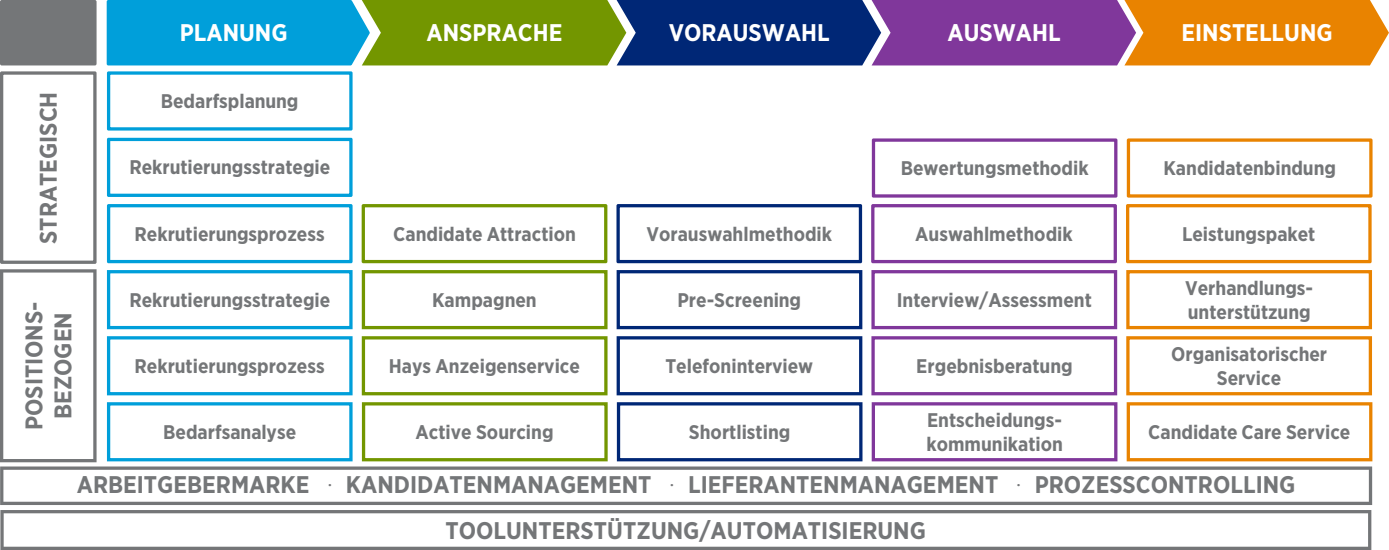 PLANUNG
ANSPRACHE
VORAUSWAHL
AUSWAHL
EINSTELLUNG
STRATEGISCH
Bedarfsplanung
Rekrutierungsstrategie
Bewertungsmethodik
Kandidatenbindung
Rekrutierungsprozess
Candidate Attraction
Vorauswahlmethodik
Auswahlmethodik
Leistungspaket
POSITIONS-
BEZOGEN
Rekrutierungsstrategie
Kampagnen
Pre-Screening
Interview/Assessment
Verhandlungs-
unterstützung
Rekrutierungsprozess
Hays Anzeigenservice
Telefoninterview
Ergebnisberatung
Organisatorischer
Service
Bedarfsanalyse
Active Sourcing
Shortlisting
Entscheidungs-
kommunikation
Candidate Care Service
ARBEITGEBERMARKE · KANDIDATENMANAGEMENT · LIEFERANTENMANAGEMENT · PROZESSCONTROLLING
TOOLUNTERSTÜTZUNG/AUTOMATISIERUNG